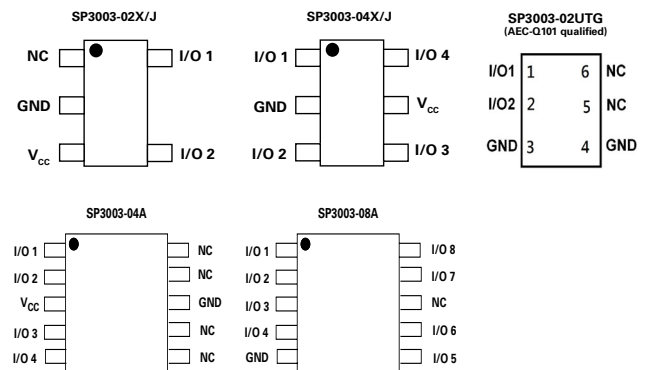 SP3003-02X/J
NC
I/O 1
GND
VCC
I/O 2
SP3003-04X/J
I/O 1
I/O 4
GND
VCC
I/O 2
I/O 3
SP3003-02UTG
(AEC-Q101 qualified)
I/O1 1 6 NC
I/O2 2 5 NC
GND 3 4 GND
SP3003-04A
I/O 1 NC
I/O 2 NC
VCC GND
I/O 3 NC
I/O 4 NC
SP3003-08A
I/O 1 I/O 8
I/O 2 I/O 7
I/O 3 NC
I/O 4 I/O 6
GND I/O 5